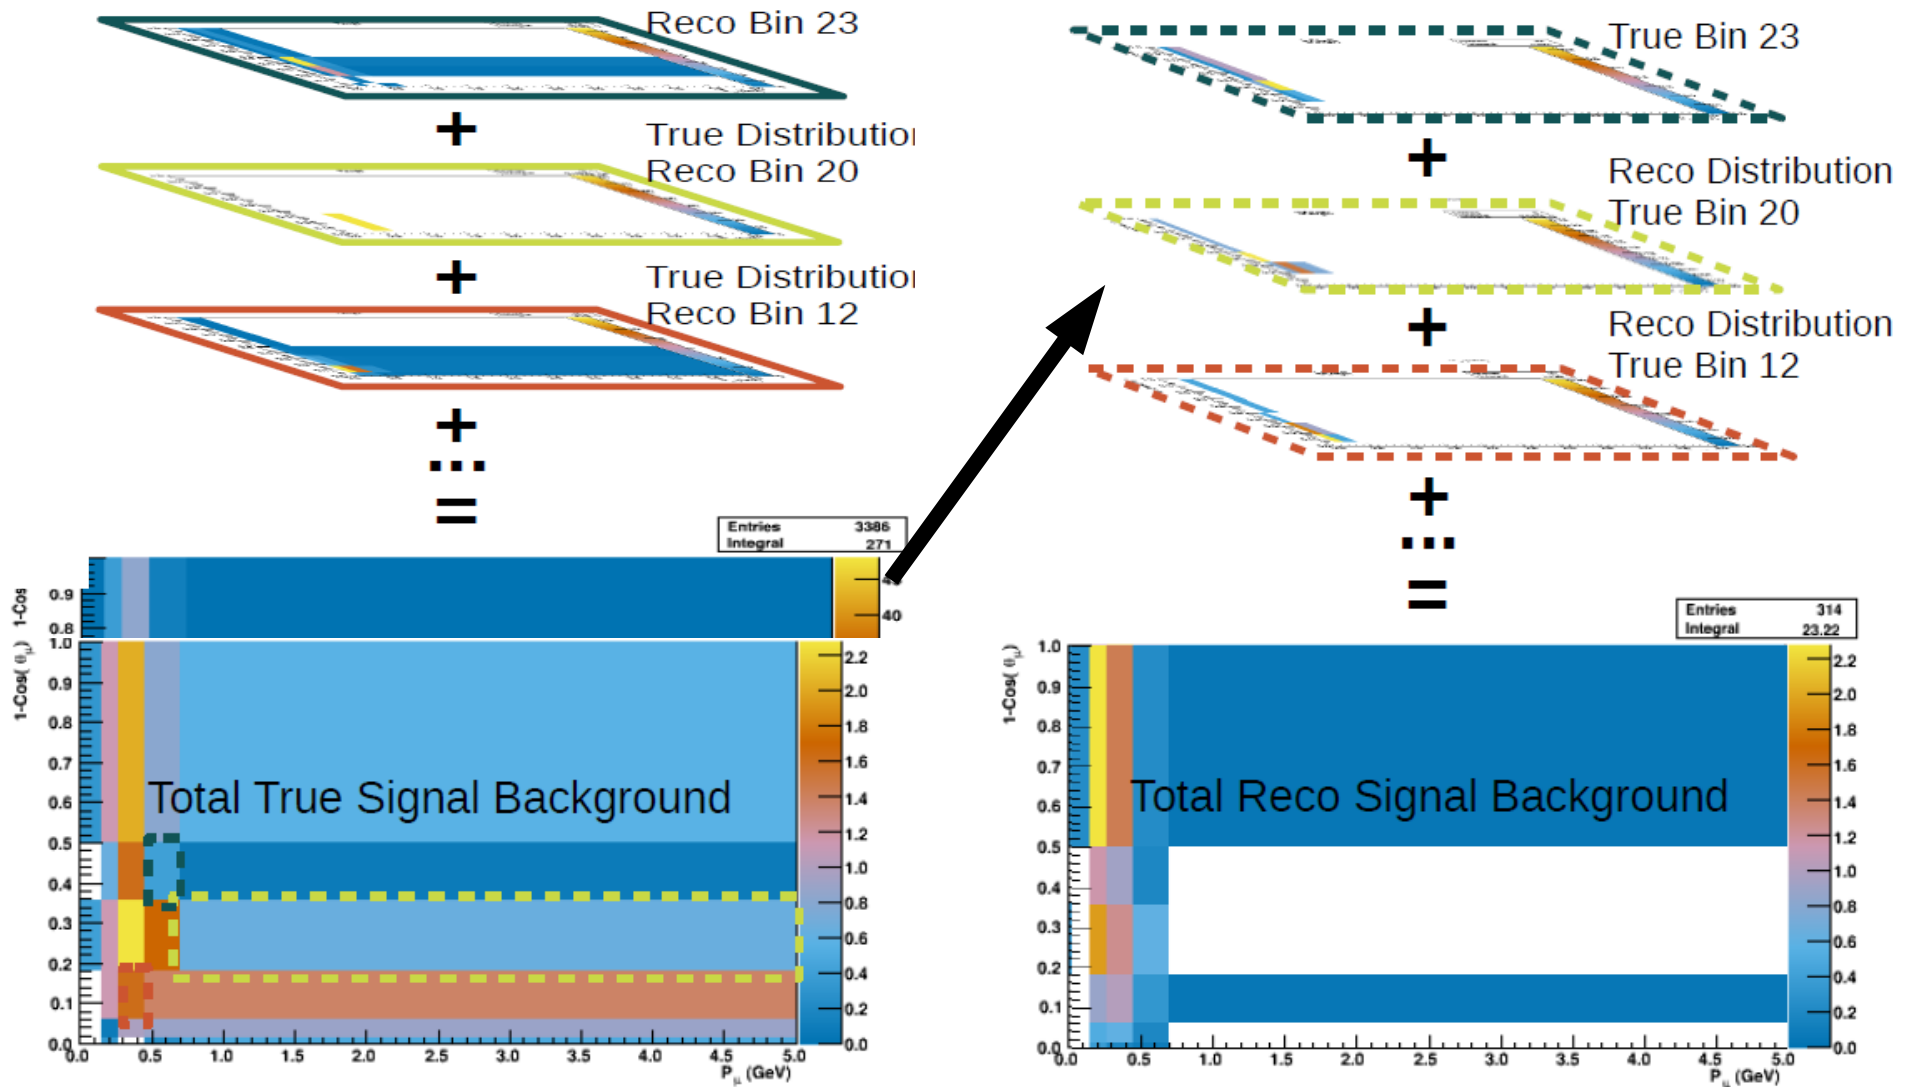 Reco Bin 23
+
True Distributio
Reco Bin 20
+
True Distributio
Reco Bin 12
+
...
=
Entries 3386
Integral 271
1-Cos
0.9
0.8
40
1-Cos( θμ)
1.0
0.9
0.8
0.7
0.6
0.5
0.4
0.3
0.2
0.1
0.0
Total True Signal Background
2.2
2.0
1.8
1.6
1.4
1.2
1.0
0.8
0.6
0.4
0.2
0.0
0.0 0.5 1.0 1.5 2.0 2.5 3.0 3.5 4.0 4.5 5.0
Pμ (GeV)
True Bin 23
+
Reco Distribution
True Bin 20
+
Reco Distribution
True Bin 12
+
...
=
Entries 314
Integral 23.22
1-Cos( θμ)
1.0
0.9
0.8
0.7
0.6
0.5
0.4
0.3
0.2
0.1
0.0
Total Reco Signal Background
2.2
2.0
1.8
1.6
1.4
1.2
1.0
0.8
0.6
0.4
0.2
0.0
0.0 0.5 1.0 1.5 2.0 2.5 3.0 3.5 4.0 4.5 5.0
Pμ (GeV)